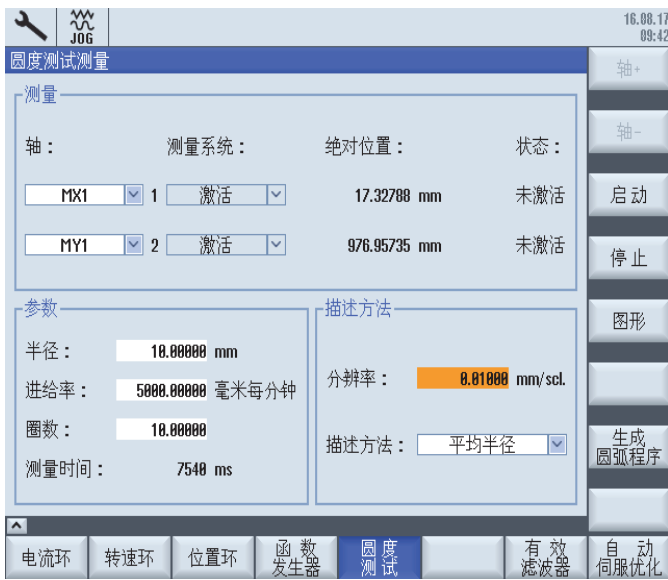 JOG
16.08.17
09:42
圆度测试测量
测量
轴：
测量系统：
绝对位置：
状态：
MX1 1 激活 17.32788 mm 未激活
MY1 2 激活 976.95735 mm 未激活
参数
半径： 10.00000 mm
进给率： 5000.00000 毫米每分钟
圈数： 10.00000
测量时间： 7540 ms
描述方法
分辨率： 0.01000 mm/scl.
描述方法： 平均半径
轴+
轴-
启动
停止
图形
生成
圆弧程序
电流环
转速环
位置环
函数
发生器
圆度
测试
有效
滤波器
自动
伺服优化